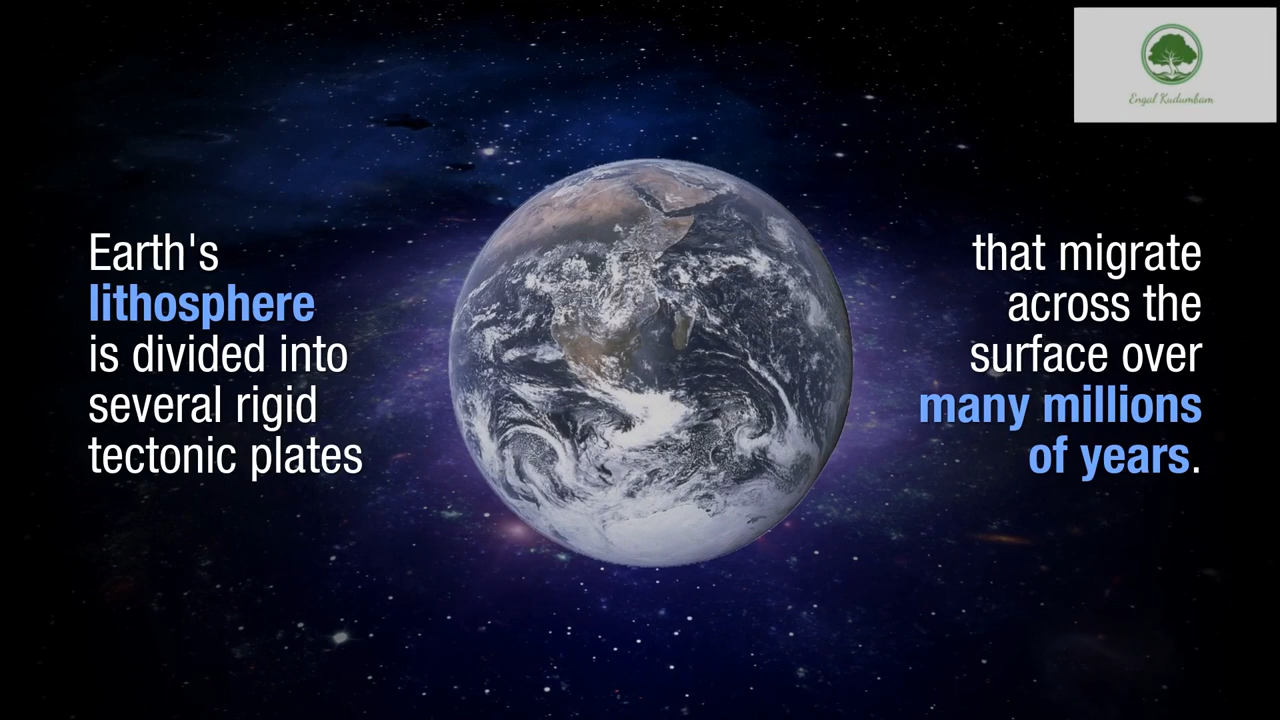 Earth's
lithosphere
is divided into
several rigid
tectonic plates
that migrate
across the
surface over
many millions
of years.
Engal Kudumbam